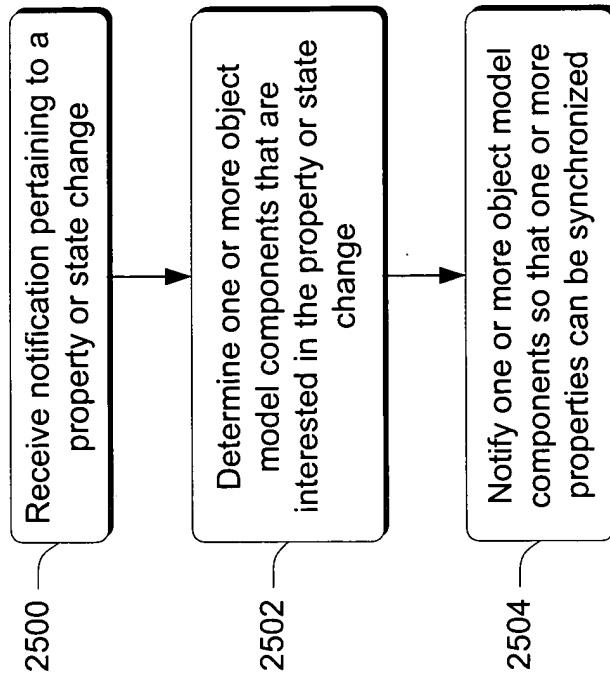 2500
Receive notification pertaining to a
property or state change
2502
Determine one or more object
model components that are
interested in the property or state
change
2504
Notify one or more object model
components so that one or more
properties can be synchronized